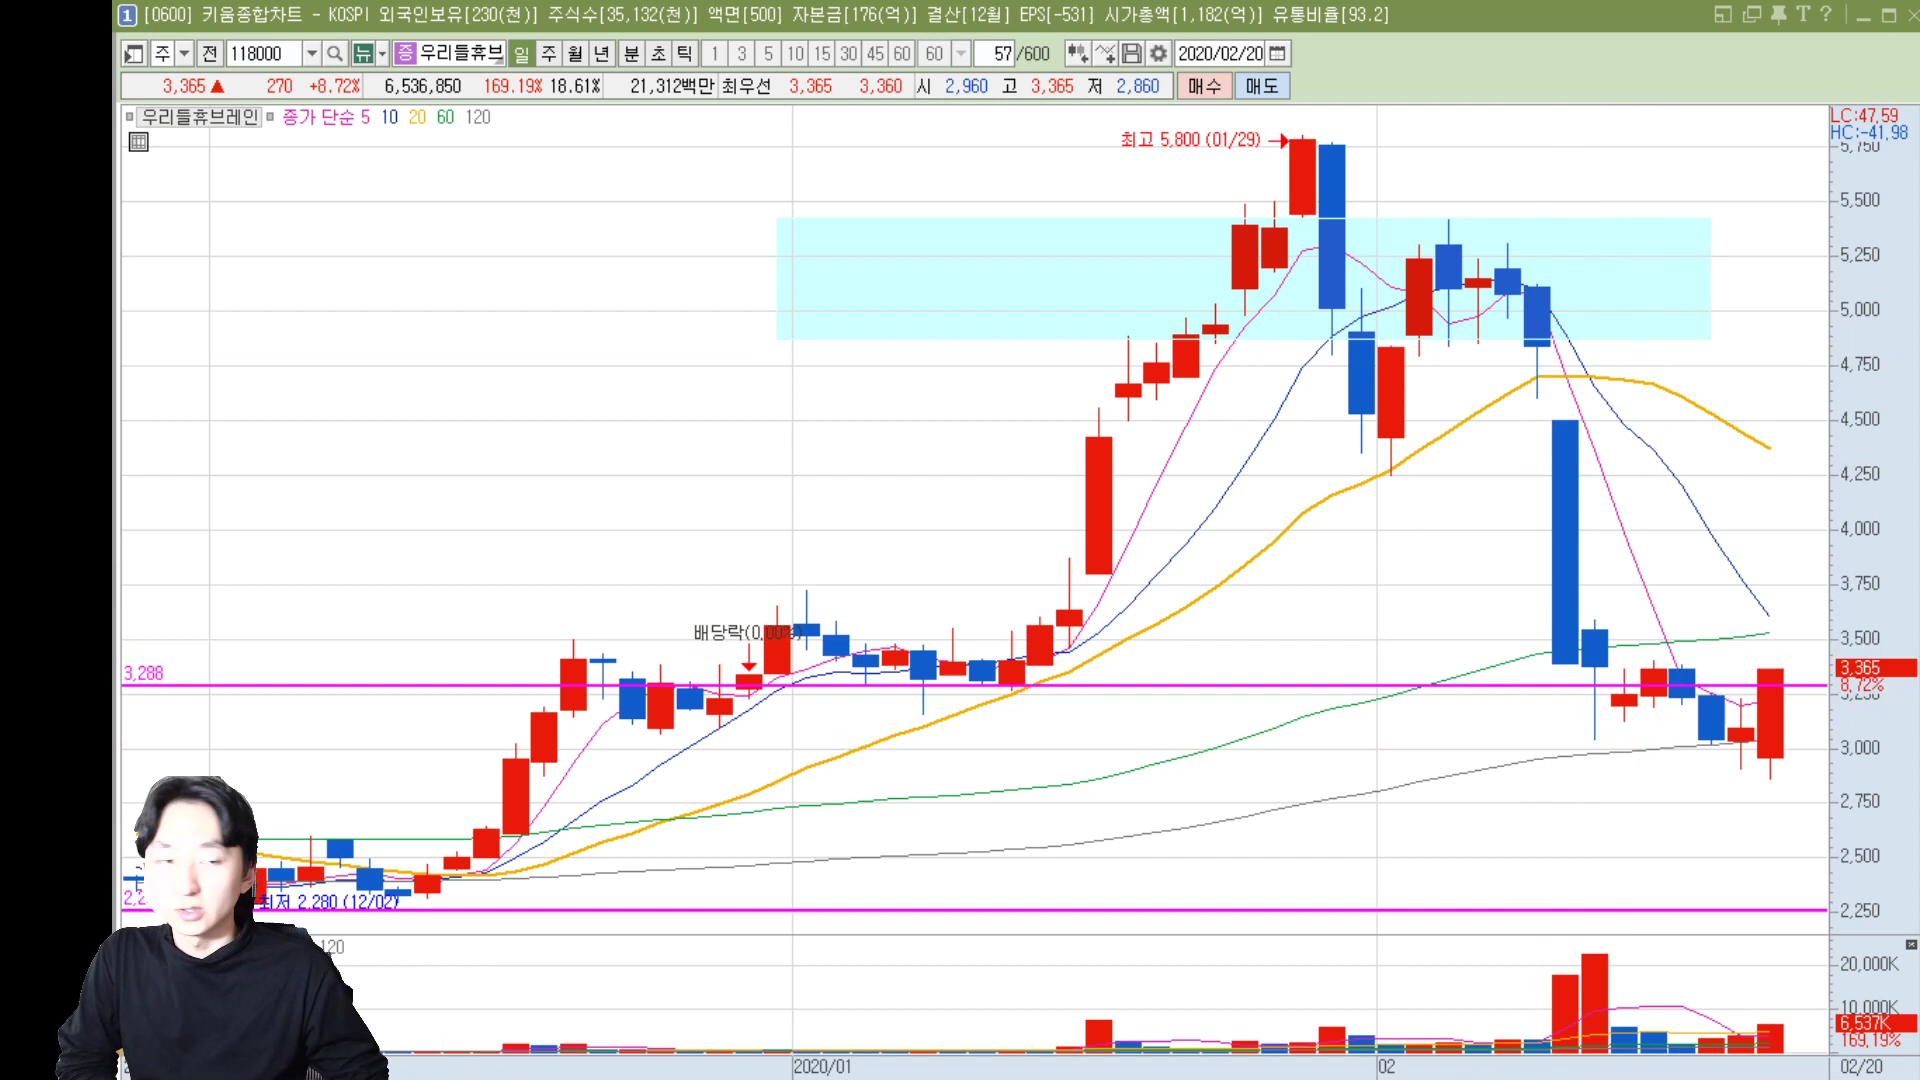 1 [0600] 키움종합차트 - KOSPI 외국인보유[230(천)] 주식수[35,132(천)] 액면[500] 자본금[176(억)] 결산[12월] EPS[-531] 시가총액[1,182(억)] 유통비율[93.2] T ?
주 전 118000 뉴 증 우리들휴브 일 주 월 년 분 초 틱 1 3 5 10 15 30 45 60 60 57 /600 2020/02/20
3,365 ▲ 270 +8.72% 6,536,850 169.19% 18.61% 21,312백만 최우선 3,365 3,360 시 2,960 고 3,365 저 2,860 매수 매도
우리들휴브레인 종가 단순 5 10 20 60 120
LC:47.59
HC:-41.98
최고 5,800 (01/29)
5,750
5,500
5,250
5,000
4,750
4,500
4,250
4,000
3,750
배당락(0.00%)
3,500
3,288
3,365
8.72%
3,250
3,000
2,750
2,500
최저 2,280 (12/02)
2,250
120
20,000K
10,000K
6,537K
169.19%
2020/01
02
02/20